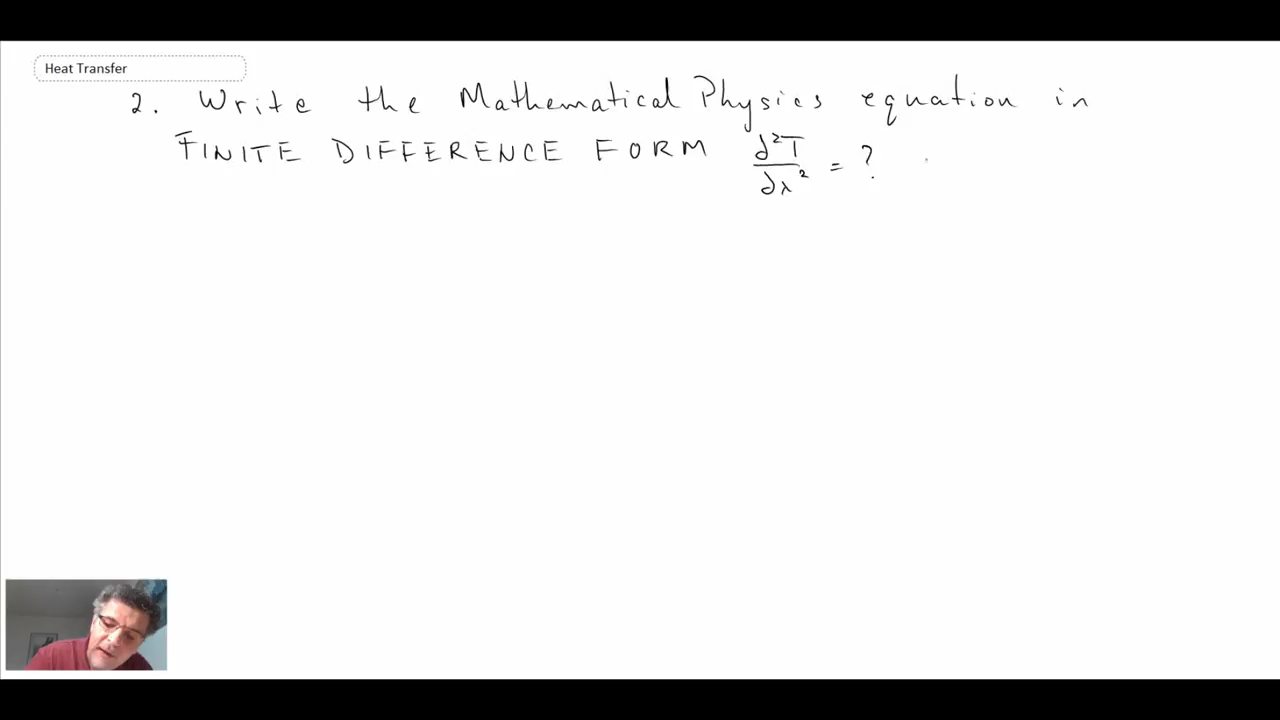 Heat Transfer
2. Write the Mathematical Physics equation in
FINITE DIFFERENCE FORM ∂²T/∂x² = ?